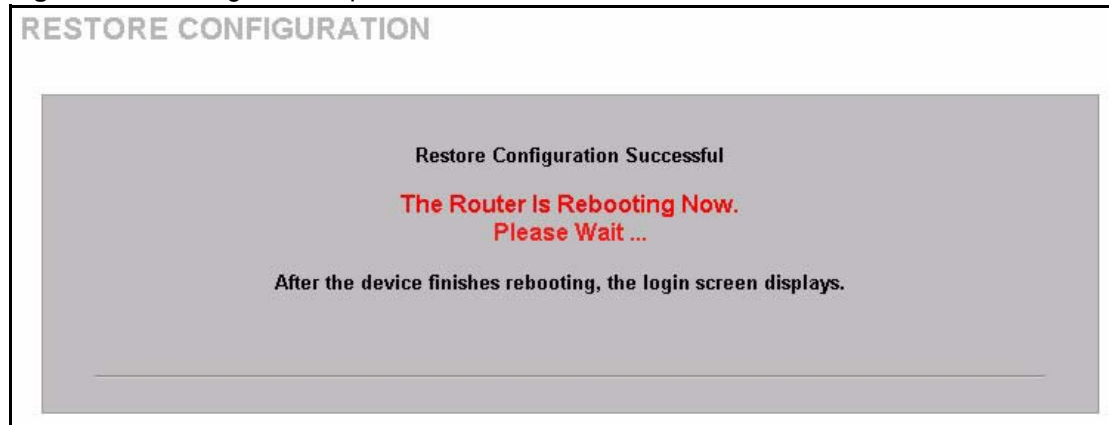 RESTORE CONFIGURATION
Restore Configuration Successful
The Router Is Rebooting Now.
Please Wait ...
After the device finishes rebooting, the login screen displays.